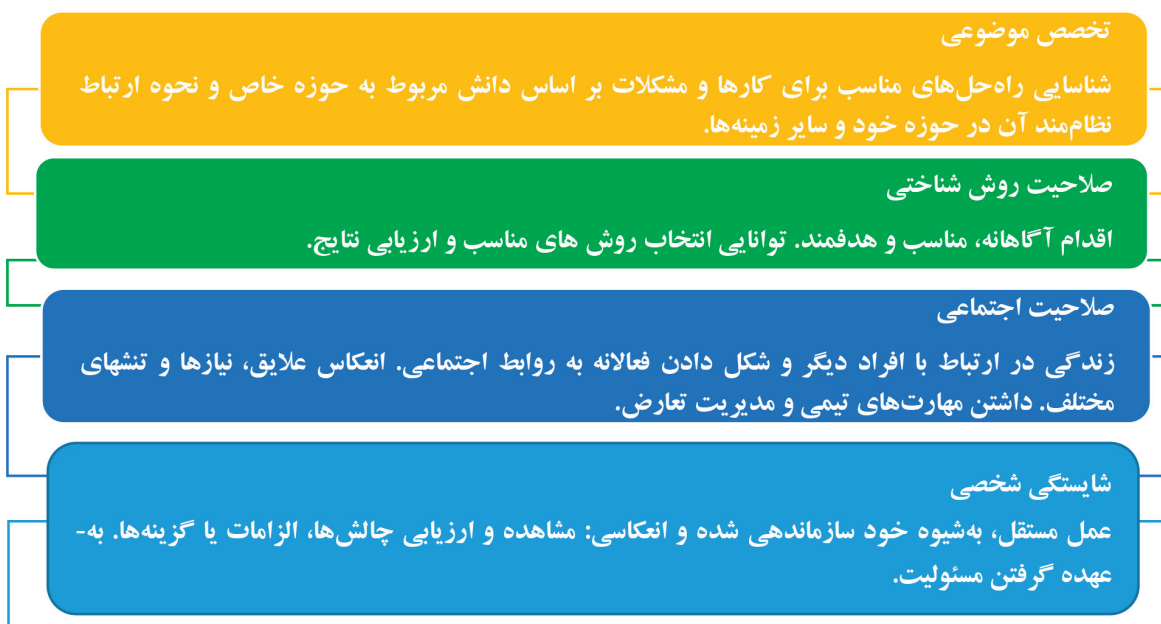 تخصص موضوعی
شناسایی راه‌حل‌های مناسب برای کارها و مشکلات بر اساس دانش مربوط به حوزه خاص و نحوه ارتباط
نظام‌مند آن در حوزه خود و سایر زمینه‌ها.
صلاحیت روش شناختی
اقدام آگاهانه، مناسب و هدفمند. توانایی انتخاب روش های مناسب و ارزیابی نتایج.
صلاحیت اجتماعی
زندگی در ارتباط با افراد دیگر و شکل دادن فعالانه به روابط اجتماعی. انعکاس علایق، نیازها و تنشهای
مختلف. داشتن مهارت‌های تیمی و مدیریت تعارض.
شایستگی شخصی
عمل مستقل، به‌شیوه خود سازماندهی شده و انعکاسی: مشاهده و ارزیابی چالش‌ها، الزامات یا گزینه‌ها. به-
عهده گرفتن مسئولیت.